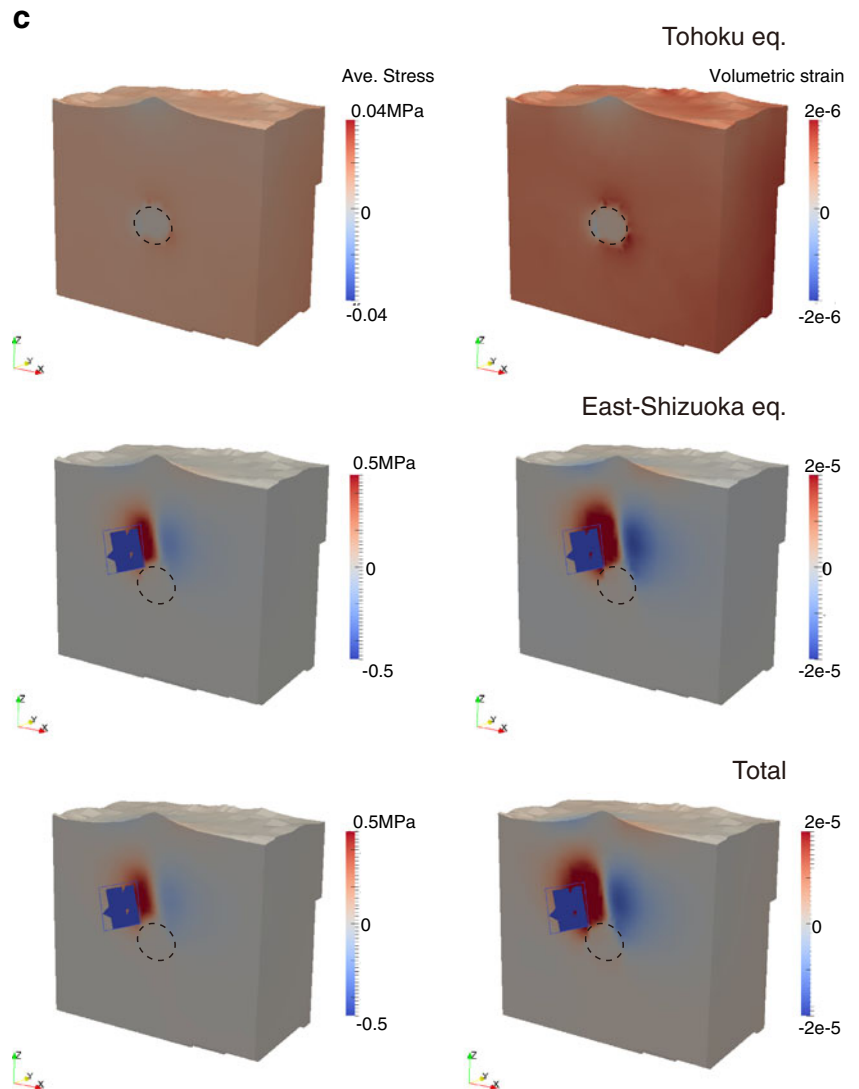 c
Tohoku eq.
Ave. Stress
Volumetric strain
0.04MPa
2e-6
0
0
-0.04
-2e-6
Z
Y
X
Z
Y
X
East-Shizuoka eq.
0.5MPa
2e-5
0
0
-0.5
-2e-5
Z
Y
X
Z
Y
X
Total
0.5MPa
2e-5
0
0
-0.5
-2e-5
Z
Y
X
Z
Y
X